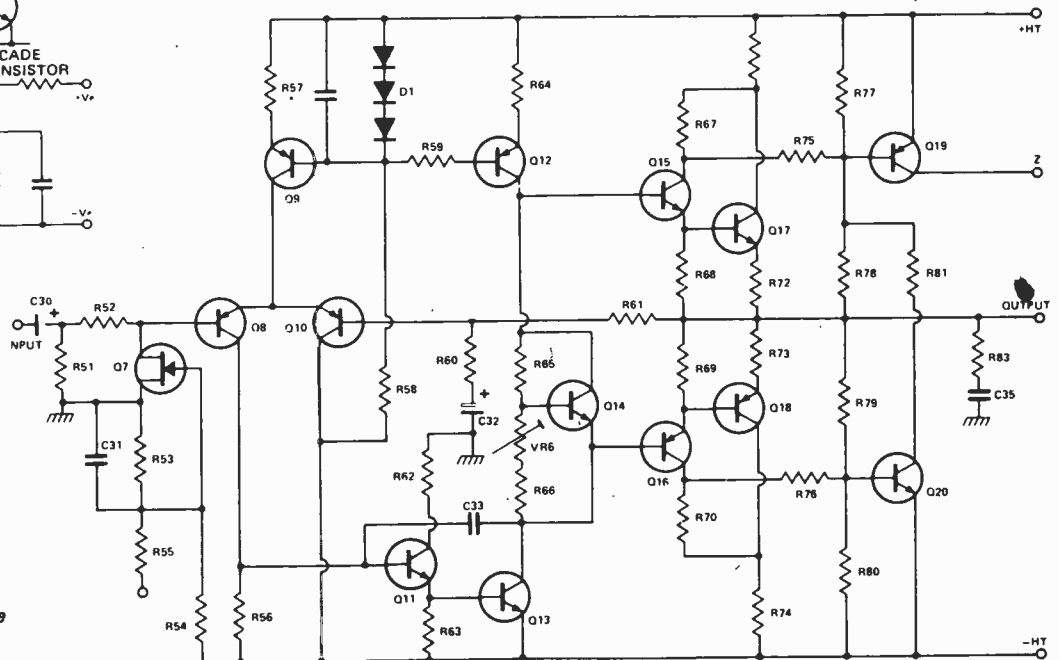 CADE
NSISTOR
+Ve
-Ve
+HT
R57
D1
R64
R67
R77
R59
Q12
Q9
Q15
R75
Q19
Z
Q17
R68
R72
R78
R81
C30
+
R52
NPUT
R51
Q7
Q8
Q10
R61
OUTPUT
R60
+
C32
R65
Q14
R69
R73
R83
C35
R58
VR6
Q18
R79
C31
R53
R62
R66
Q16
R76
Q20
C33
R70
R55
Q11
Q13
R80
R54
R56
R63
R74
-HT
9